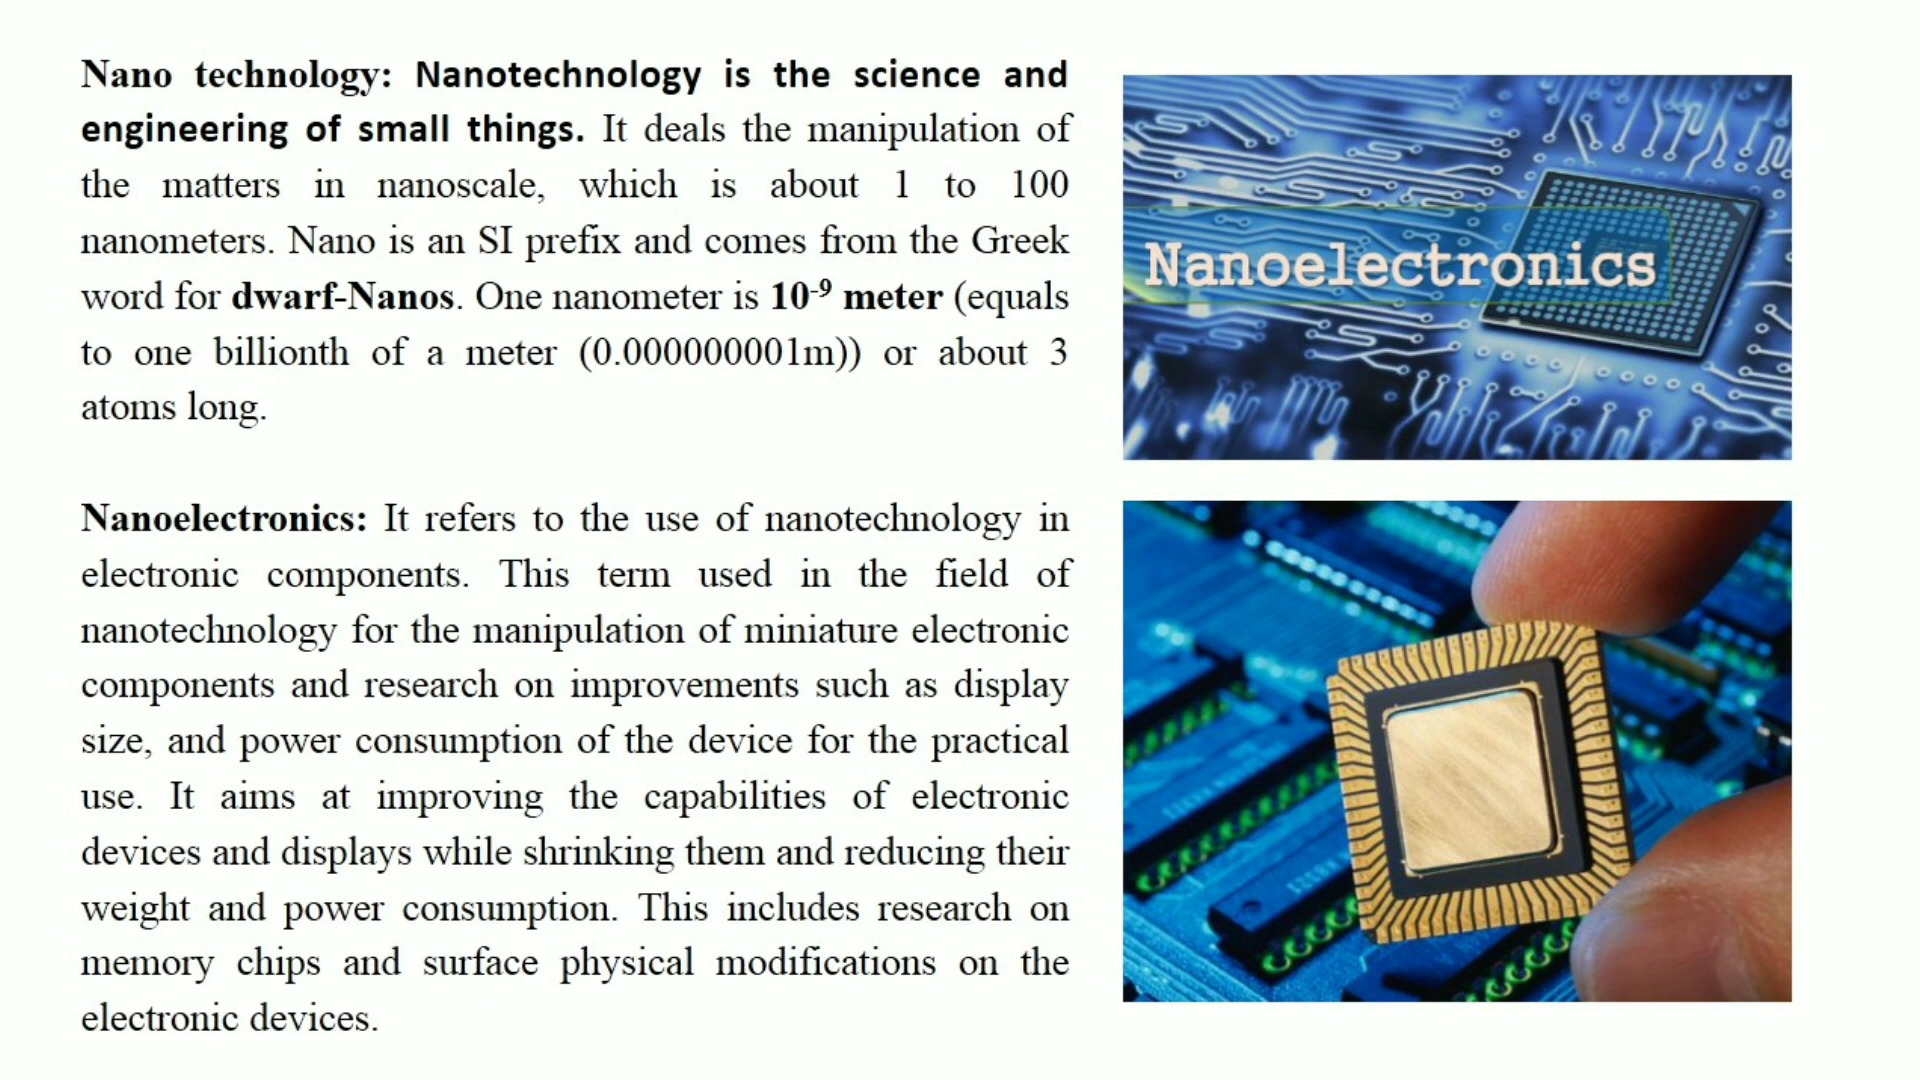 Nano technology: Nanotechnology is the science and
engineering of small things. It deals the manipulation of
the matters in nanoscale, which is about 1 to 100
nanometers. Nano is an SI prefix and comes from the Greek
word for dwarf-Nanos. One nanometer is 10⁻⁹ meter (equals
to one billionth of a meter (0.000000001m)) or about 3
atoms long.
Nanoelectronics: It refers to the use of nanotechnology in
electronic components. This term used in the field of
nanotechnology for the manipulation of miniature electronic
components and research on improvements such as display
size, and power consumption of the device for the practical
use. It aims at improving the capabilities of electronic
devices and displays while shrinking them and reducing their
weight and power consumption. This includes research on
memory chips and surface physical modifications on the
electronic devices.
Nanoelectronics